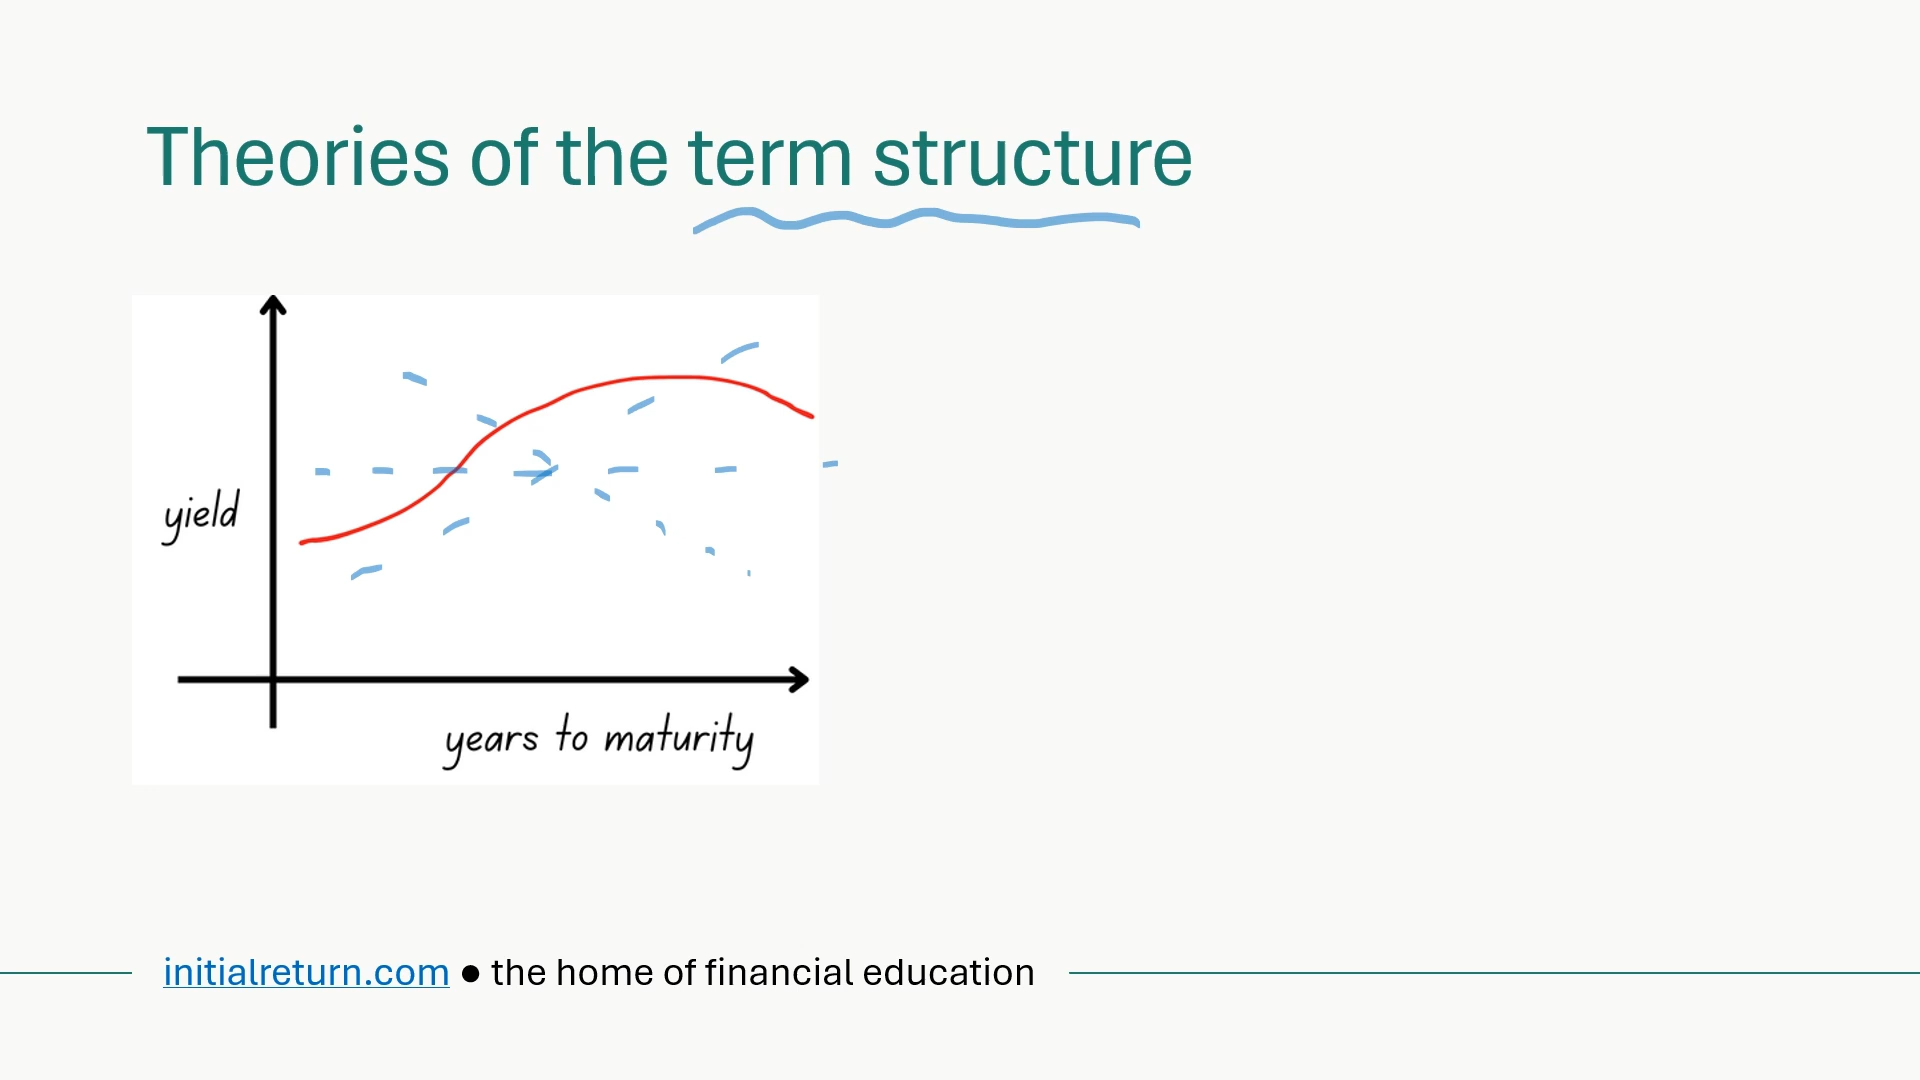 Theories of the term structure
yield
years to maturity
initialreturn.com ● the home of financial education